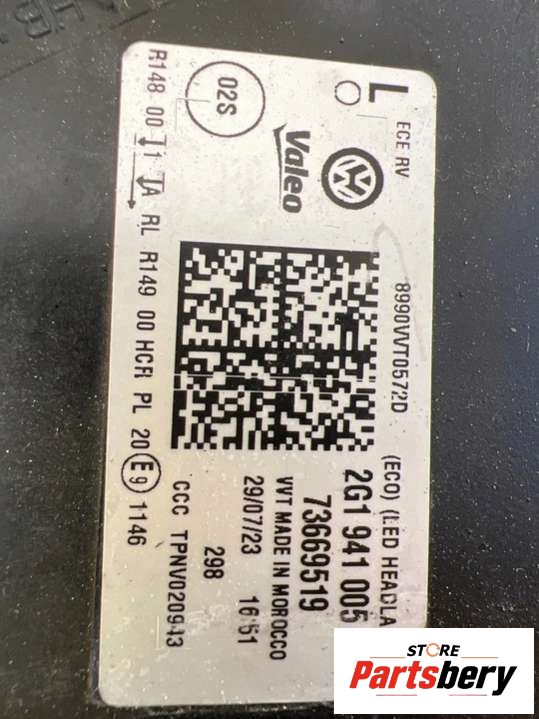 L
ECE RV 8990VVT0572D
(ECO) (LED HEADLA
2G1 941 005
73669519
Valeo
VVT MADE IN MOROCCO
29/07/23 16:51
02S
298
CCC TPNV020943
R148 00 1 A RL R149 00 HCR PL 20 E9 1146
STORE
Partsbery